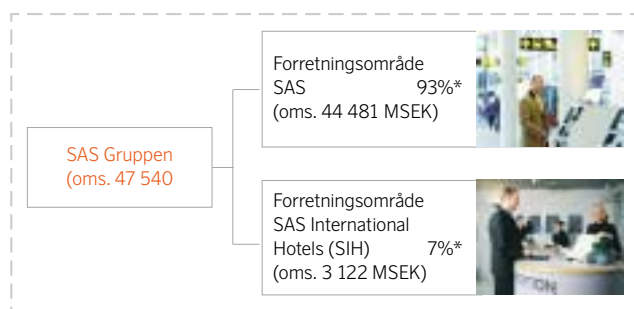 SAS Gruppen
(oms. 47 540
Forretningsområde
SAS 93%*
(oms. 44 481 MSEK)
Forretningsområde
SAS International
Hotels (SIH) 7%*
(oms. 3 122 MSEK)